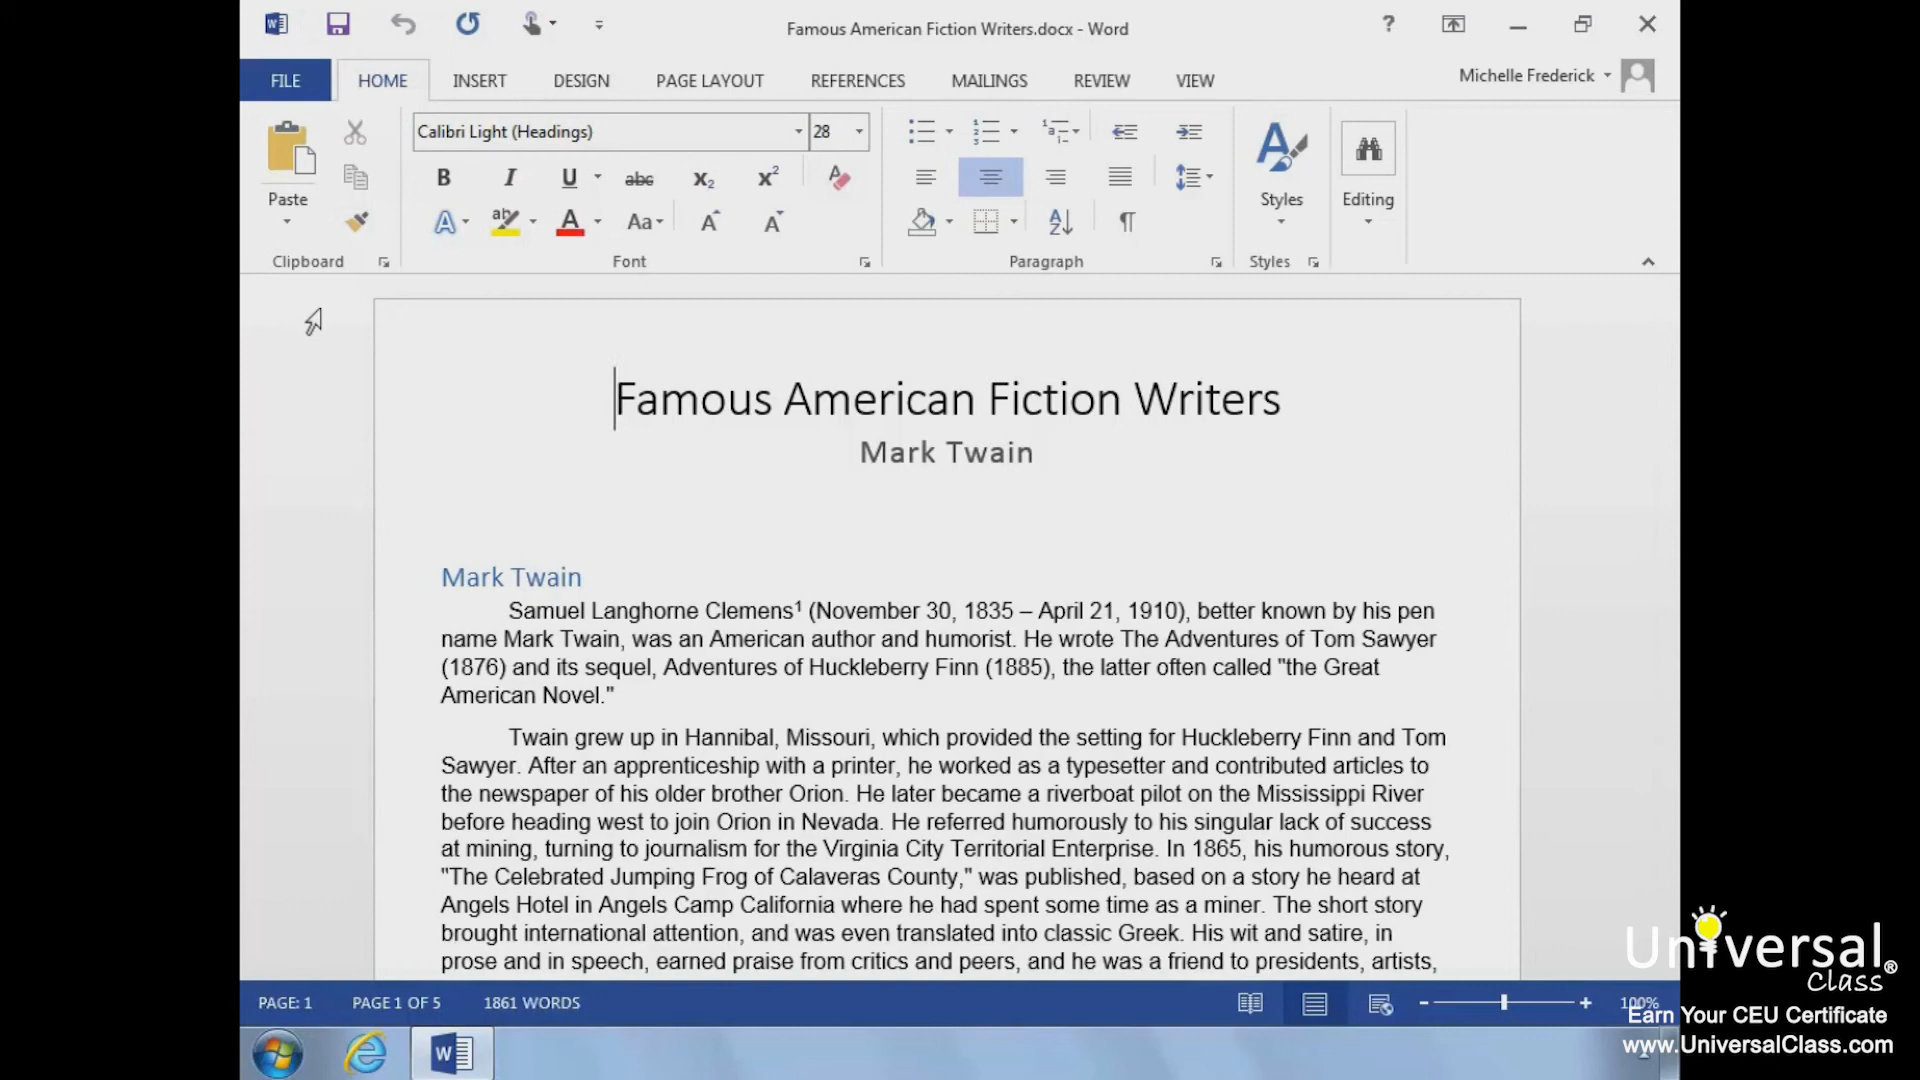 Famous American Fiction Writers.docx - Word
?
FILE HOME INSERT DESIGN PAGE LAYOUT REFERENCES MAILINGS REVIEW VIEW
Michelle Frederick
Calibri Light (Headings) 28
Paste
B I U abc X₂ X²
A ab A Aa A A
A Z ¶
Styles
Editing
Clipboard Font Paragraph Styles
Famous American Fiction Writers
Mark Twain
Mark Twain
Samuel Langhorne Clemens¹ (November 30, 1835 – April 21, 1910), better known by his pen
name Mark Twain, was an American author and humorist. He wrote The Adventures of Tom Sawyer
(1876) and its sequel, Adventures of Huckleberry Finn (1885), the latter often called "the Great
American Novel."
Twain grew up in Hannibal, Missouri, which provided the setting for Huckleberry Finn and Tom
Sawyer. After an apprenticeship with a printer, he worked as a typesetter and contributed articles to
the newspaper of his older brother Orion. He later became a riverboat pilot on the Mississippi River
before heading west to join Orion in Nevada. He referred humorously to his singular lack of success
at mining, turning to journalism for the Virginia City Territorial Enterprise. In 1865, his humorous story,
"The Celebrated Jumping Frog of Calaveras County," was published, based on a story he heard at
Angels Hotel in Angels Camp California where he had spent some time as a miner. The short story
brought international attention, and was even translated into classic Greek. His wit and satire, in
prose and in speech, earned praise from critics and peers, and he was a friend to presidents, artists,
PAGE: 1 PAGE 1 OF 5 1861 WORDS
100%
Universal
Class®
Earn Your CEU Certificate
www.UniversalClass.com